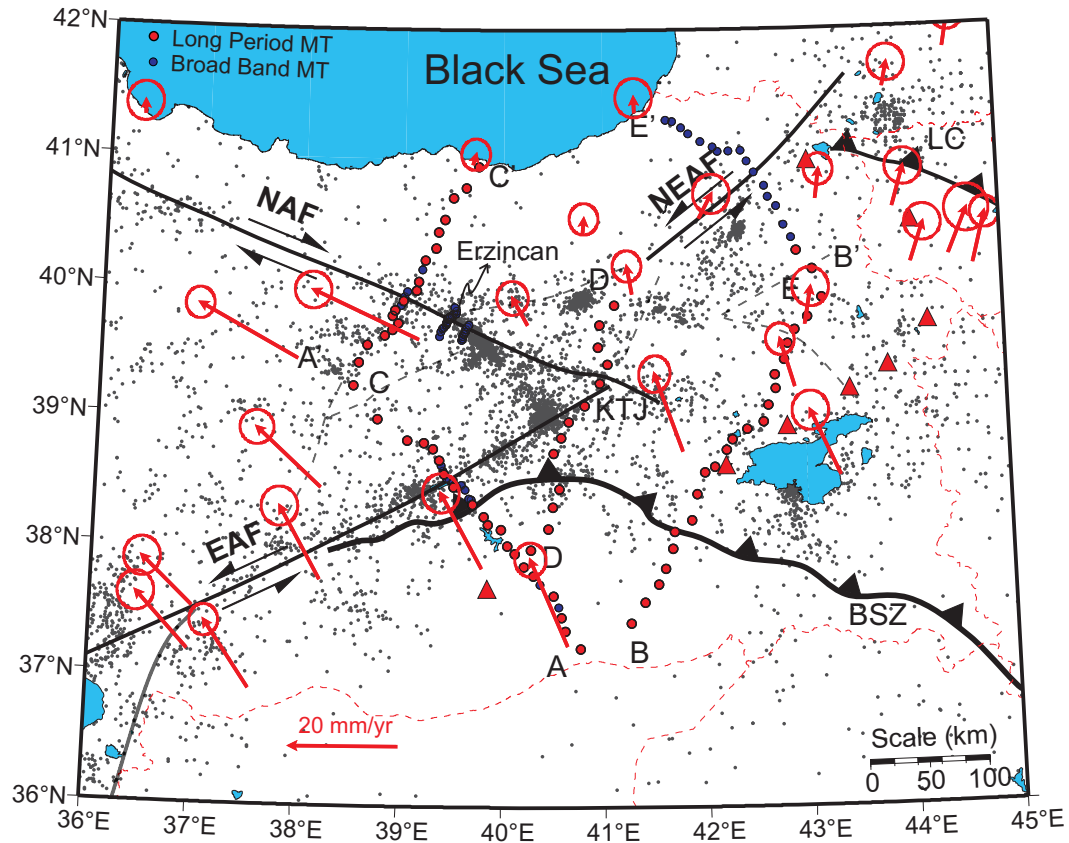 42°N
Long Period MT
Broad Band MT
Black Sea
E'
41°N
LC
C'
NAF
NEAF
Erzincan
B'
40°N
D'
E
A'
C
39°N
KTJ
38°N
EAF
D
BSZ
37°N
A
B
20 mm/yr
Scale (km)
0 50 100
36°N
36°E 37°E 38°E 39°E 40°E 41°E 42°E 43°E 44°E 45°E